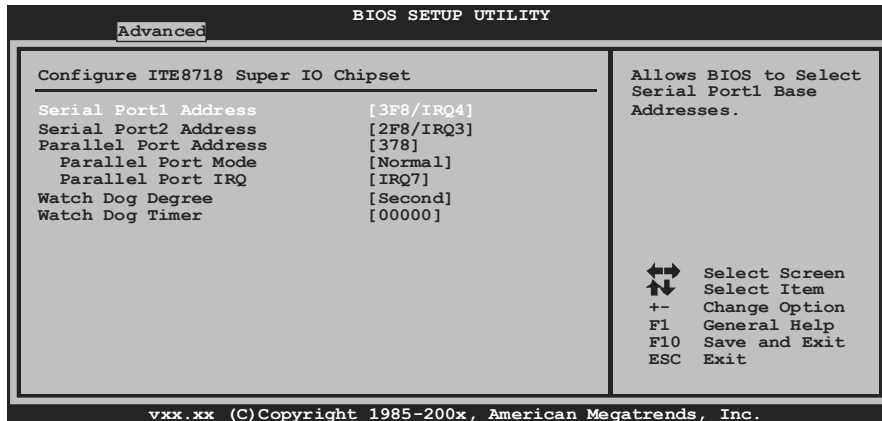 BIOS SETUP UTILITY
Advanced
Configure ITE8718 Super IO Chipset
Serial Port1 Address [3F8/IRQ4]
Serial Port2 Address [2F8/IRQ3]
Parallel Port Address [378]
Parallel Port Mode [Normal]
Parallel Port IRQ [IRQ7]
Watch Dog Degree [Second]
Watch Dog Timer [00000]
Allows BIOS to Select
Serial Port1 Base
Addresses.
Select Screen
Select Item
+- Change Option
F1 General Help
F10 Save and Exit
ESC Exit
vxx.xx (C)Copyright 1985-200x, American Megatrends, Inc.